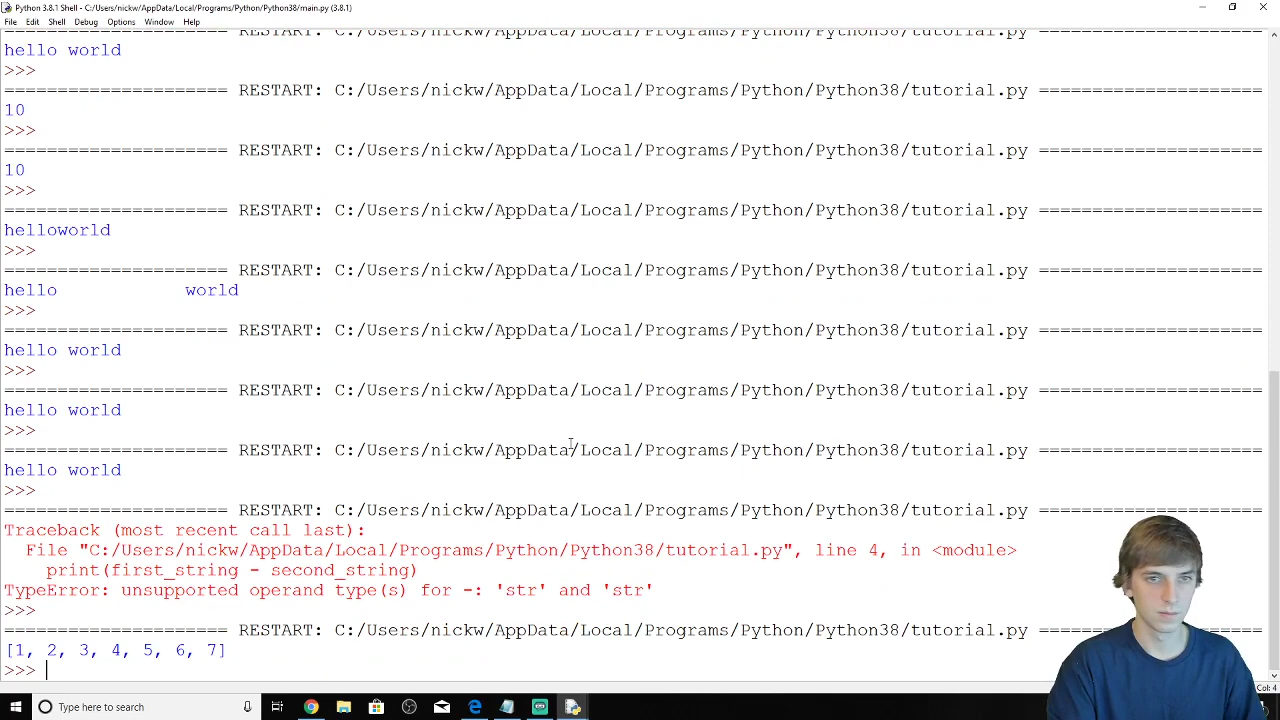 Python 3.8.1 Shell - C:/Users/nickw/AppData/Local/Programs/Python/Python38/main.py (3.8.1)
File Edit Shell Debug Options Window Help
===================== RESTART: C:/Users/nickw/AppData/Local/Programs/Python/Python38/tutorial.py =====================
hello world
>>>
===================== RESTART: C:/Users/nickw/AppData/Local/Programs/Python/Python38/tutorial.py =====================
10
>>>
===================== RESTART: C:/Users/nickw/AppData/Local/Programs/Python/Python38/tutorial.py =====================
10
>>>
===================== RESTART: C:/Users/nickw/AppData/Local/Programs/Python/Python38/tutorial.py =====================
helloworld
>>>
===================== RESTART: C:/Users/nickw/AppData/Local/Programs/Python/Python38/tutorial.py =====================
hello            world
>>>
===================== RESTART: C:/Users/nickw/AppData/Local/Programs/Python/Python38/tutorial.py =====================
hello world
>>>
===================== RESTART: C:/Users/nickw/AppData/Local/Programs/Python/Python38/tutorial.py =====================
hello world
>>>
===================== RESTART: C:/Users/nickw/AppData/Local/Programs/Python/Python38/tutorial.py =====================
hello world
>>>
===================== RESTART: C:/Users/nickw/AppData/Local/Programs/Python/Python38/tutorial.py =====================
Traceback (most recent call last):
  File "C:/Users/nickw/AppData/Local/Programs/Python/Python38/tutorial.py", line 4, in <module>
    print(first_string - second_string)
TypeError: unsupported operand type(s) for -: 'str' and 'str'
>>>
===================== RESTART: C:/Users/nickw/AppData/Local/Programs/Python/Python38/tutorial.py =====================
[1, 2, 3, 4, 5, 6, 7]
>>>
Col: 4
Type here to search